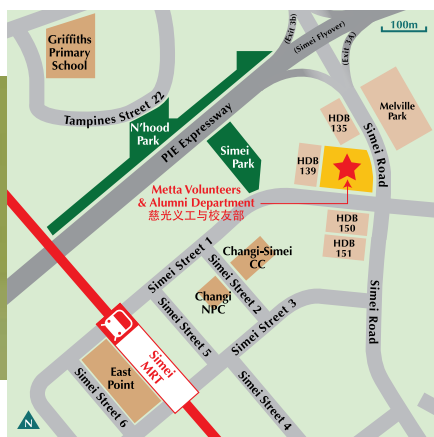 Griffiths
Primary
School
(Exit 3b)
(Simei Flyover)
(Exit 3A)
100m
Tampines Street 22
N'hood
Park
PIE Expressway
Simei
Park
HDB
135
Melville
Park
Simei Road
HDB
139
Metta Volunteers
& Alumni Department
慈光义工与校友部
HDB
150
HDB
151
Simei Street 1
Changi-Simei
CC
Simei Street 2
Changi
NPC
Simei Street 3
Simei Road
Simei Street 5
Simei
MRT
East
Point
Simei Street 6
Simei Street 4
N